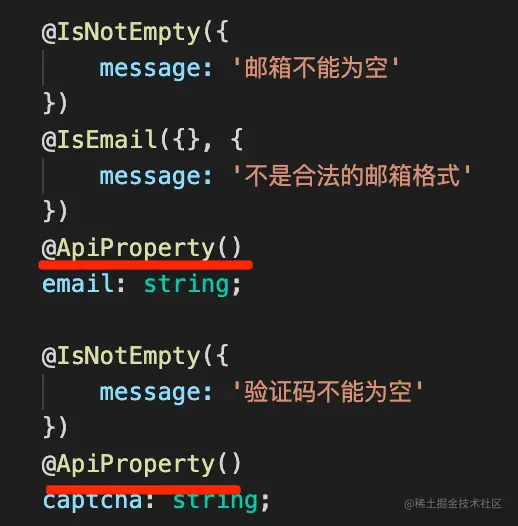 @IsNotEmpty({
    message: '邮箱不能为空'
})
@IsEmail({}, {
    message: '不是合法的邮箱格式'
})
@ApiProperty()
email: string;

@IsNotEmpty({
    message: '验证码不能为空'
})
@ApiProperty()
captcha: string;
@稀土掘金技术社区